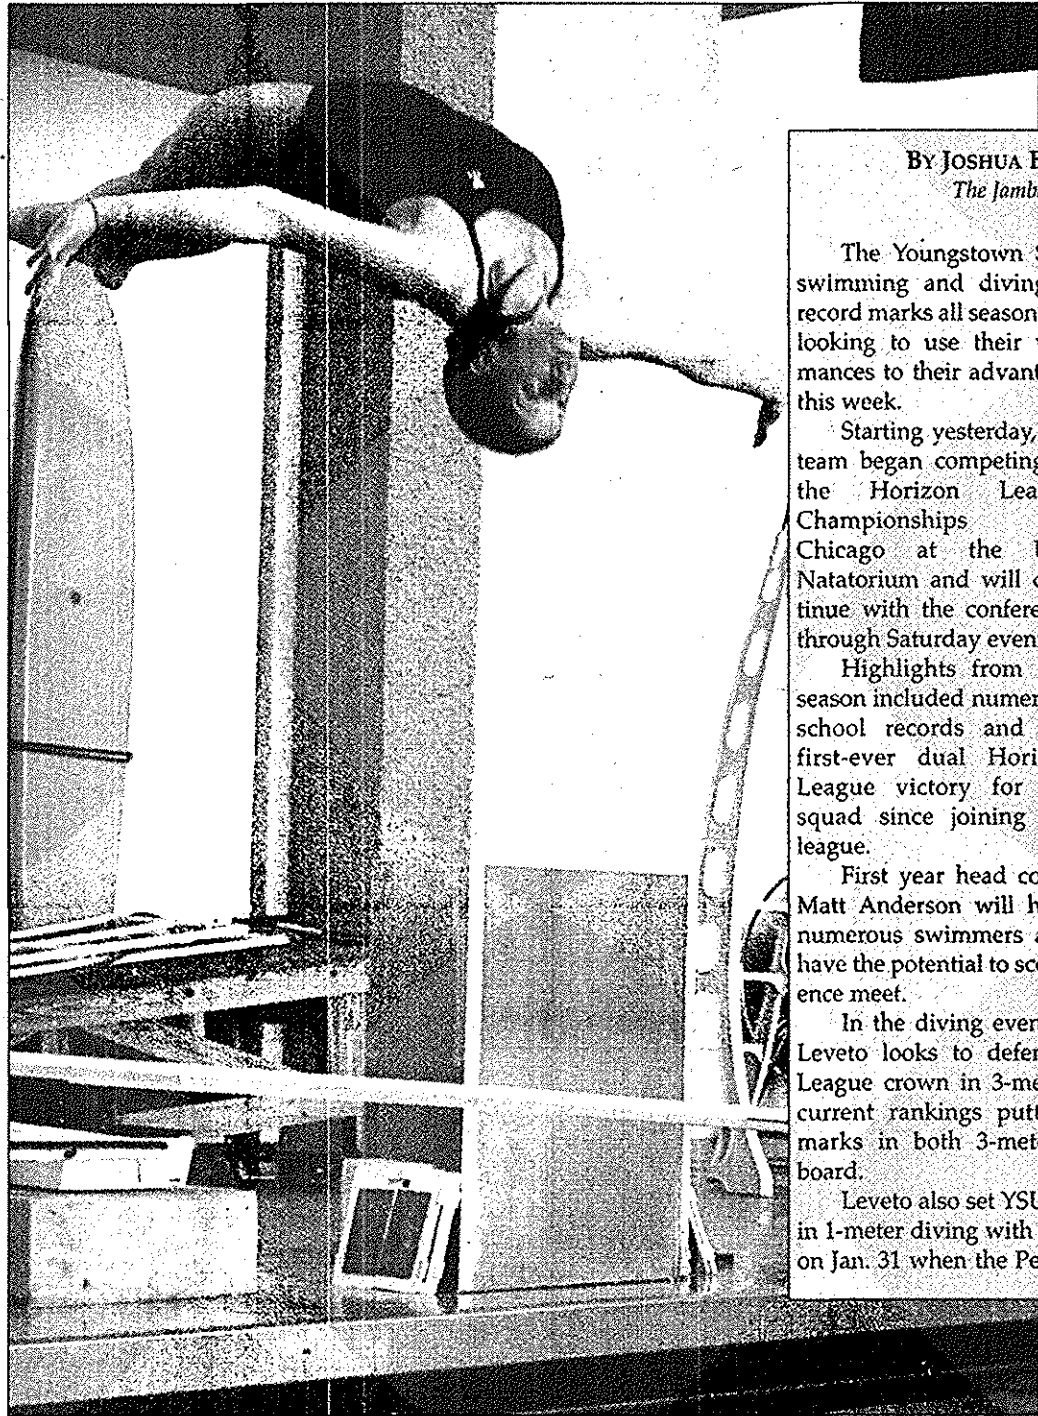 BY JOSHUA
The Jamb
The Youngstown
swimming and diving
record marks all season
looking to use their
mances to their advant
this week.
Starting yesterday,
team began competing
the Horizon Lea
Championships
Chicago at the
Natatorium and will
tinue with the confere
through Saturday even
Highlights from
season included numer
school records and
first-ever dual Hori
League victory for
squad since joining
league.
First year head co
Matt Anderson will h
numerous swimmers a
have the potential to sco
ence meet.
In the diving even
Leveto looks to defen
League crown in 3-me
current rankings putt
marks in both 3-mete
board.
Leveto also set YSU
in 1-meter diving with
on Jan. 31 when the Pe